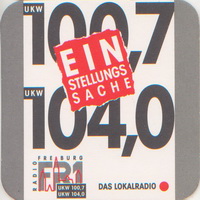 UKW
100,7
EIN
STELLUNGS
SACHE
UKW
104,0
RADIO
FREIBURG
FR1
UKW 100,7
UKW 104,0
DAS LOKALRADIO